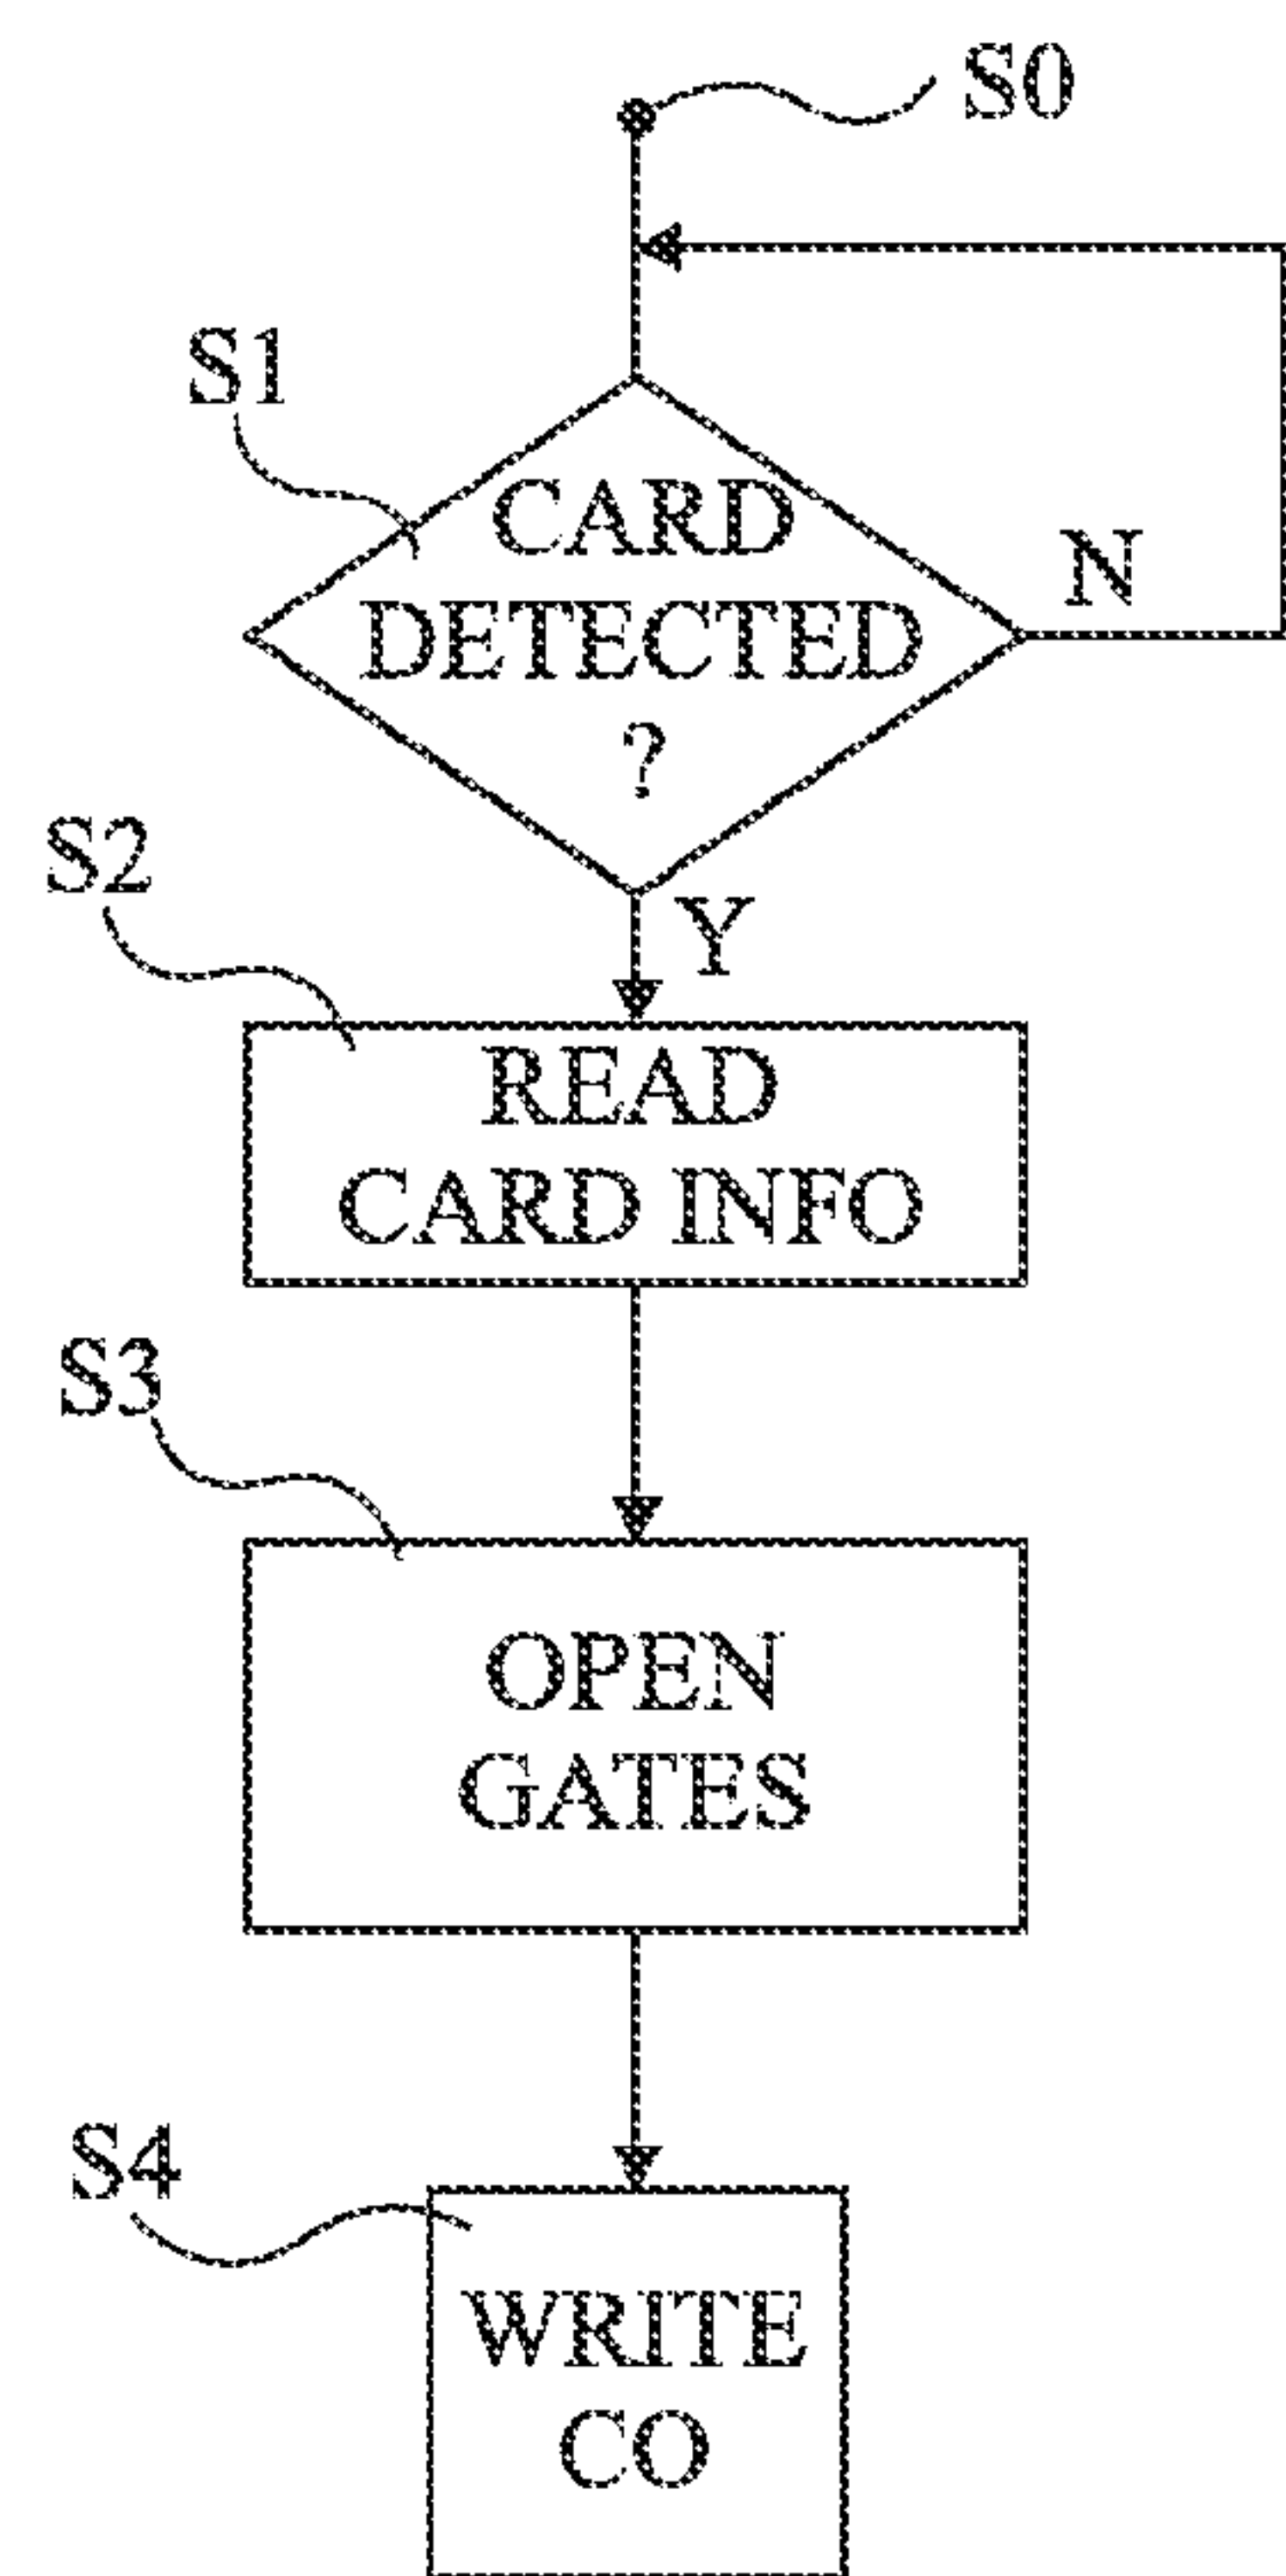 S0
S1
CARD
DETECTED
?
N
Y
S2
READ
CARD INFO
S3
OPEN
GATES
S4
WRITE
CO